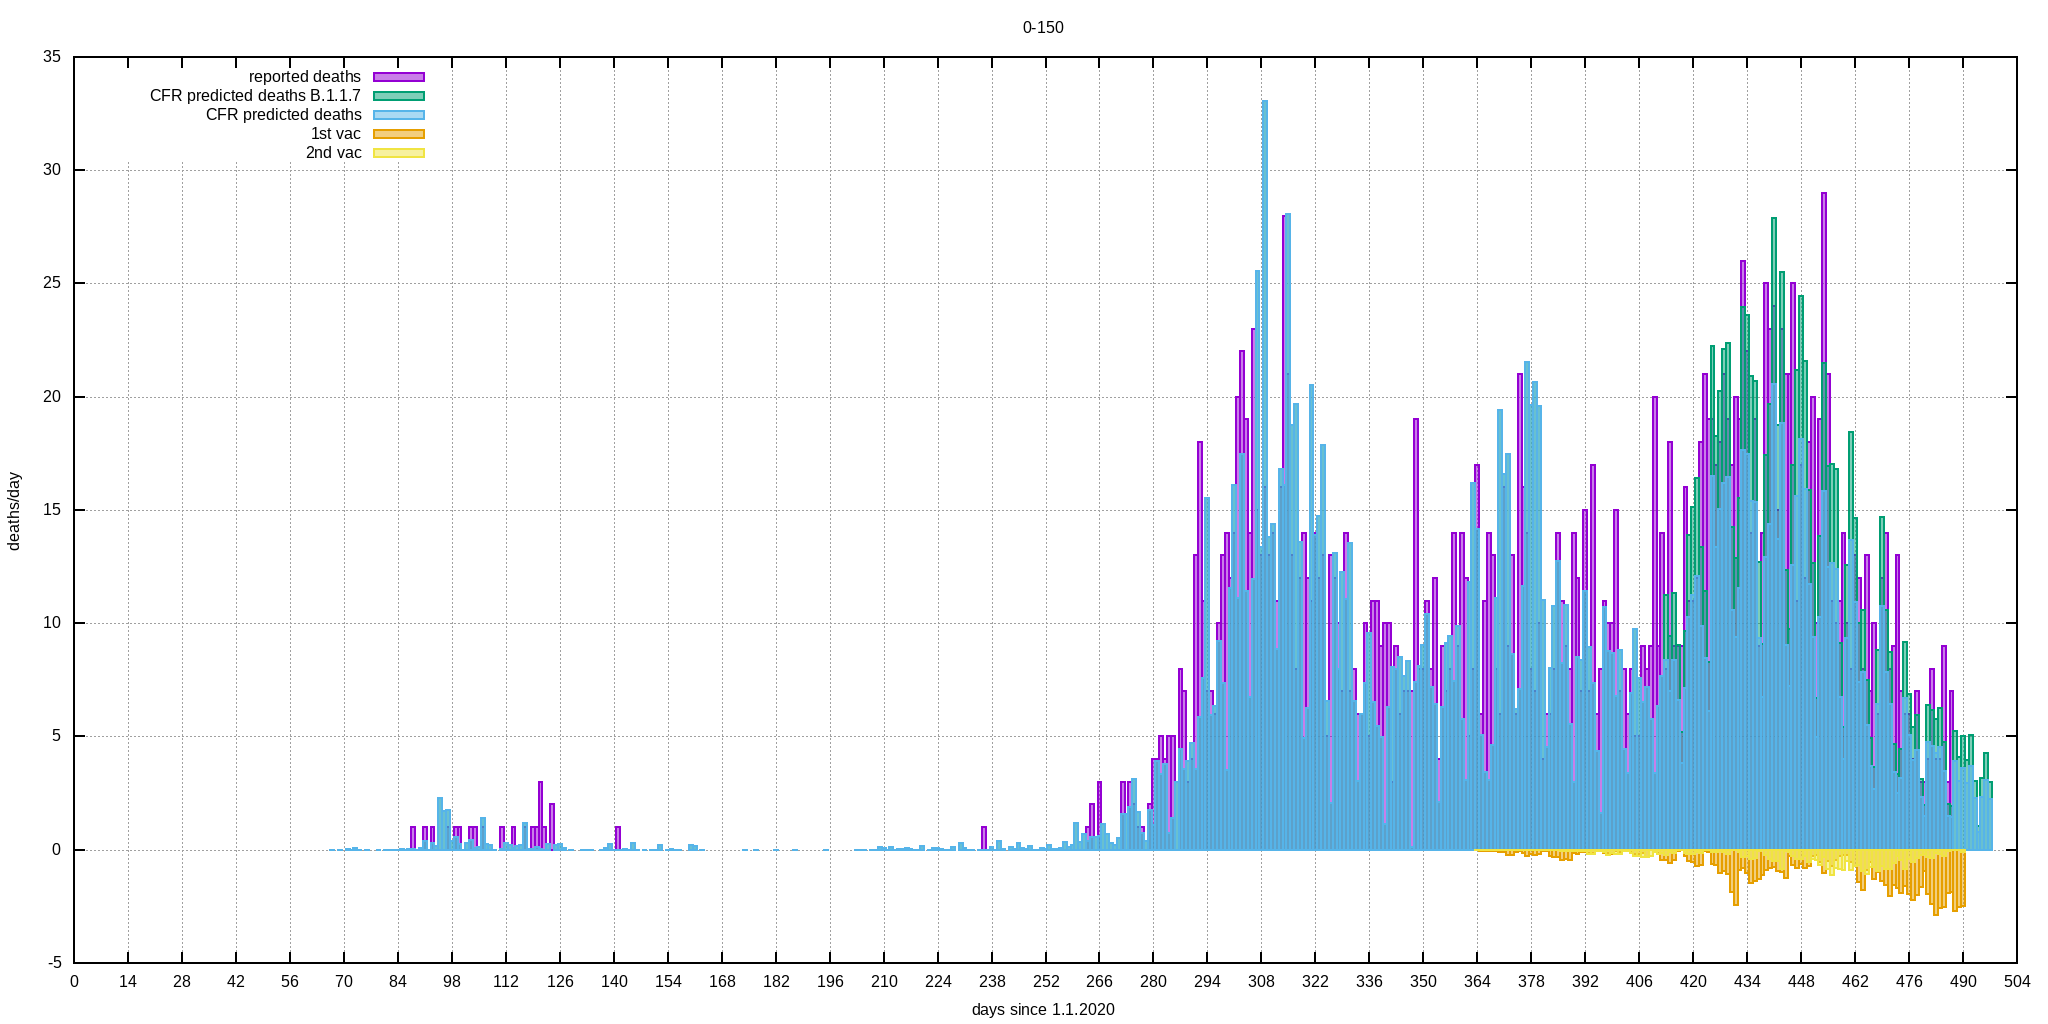 0-150
35
30
25
20
15
10
5
0
-5
deaths/day
reported deaths
CFR predicted deaths B.1.1.7
CFR predicted deaths
1st vac
2nd vac
0 14 28 42 56 70 84 98 112 126 140 154 168 182 196 210 224 238 252 266 280 294 308 322 336 350 364 378 392 406 420 434 448 462 476 490 504
days since 1.1.2020